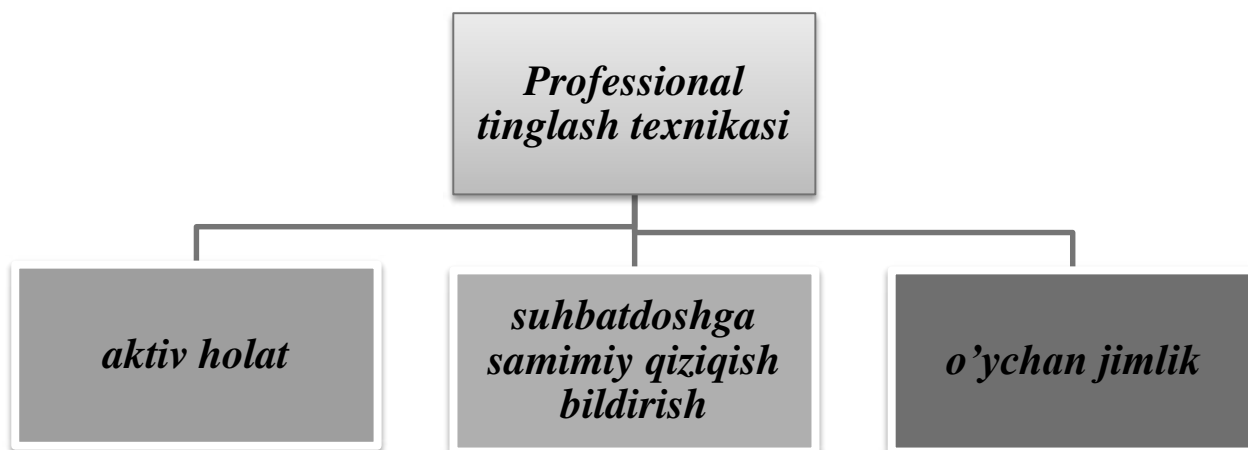 Professional
tinglash texnikasi
aktiv holat
suhbatdoshga
samimiy qiziqish
bildirish
o’ychan jimlik